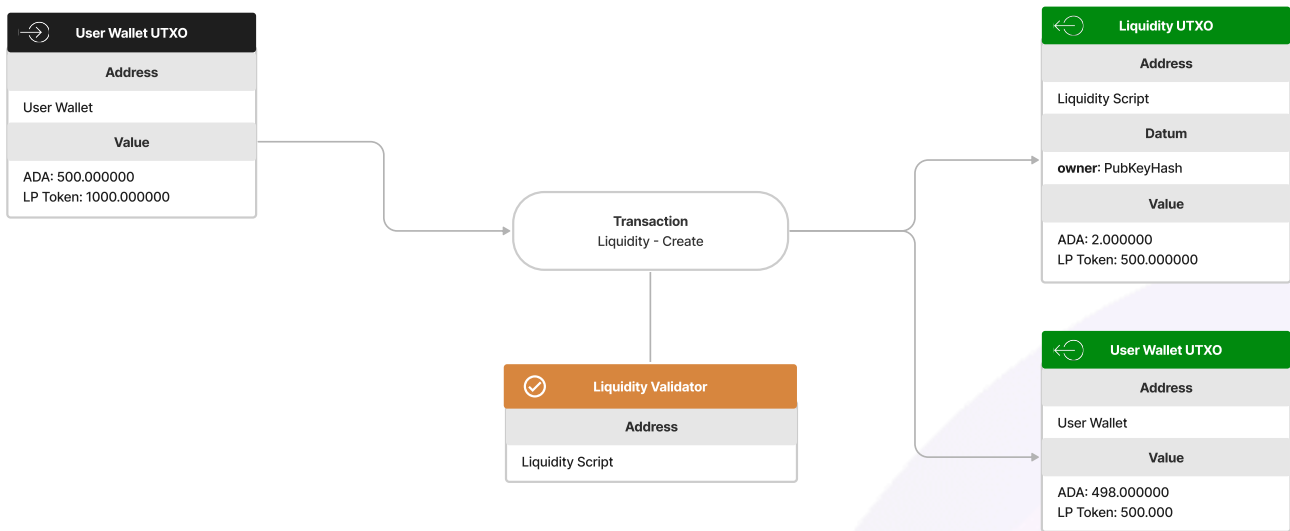 User Wallet UTXO
Address
User Wallet
Value
ADA: 500.000000
LP Token: 1000.000000
Transaction
Liquidity - Create
Liquidity Validator
Address
Liquidity Script
Liquidity UTXO
Address
Liquidity Script
Datum
owner: PubKeyHash
Value
ADA: 2.000000
LP Token: 500.000000
User Wallet UTXO
Address
User Wallet
Value
ADA: 498.000000
LP Token: 500.000